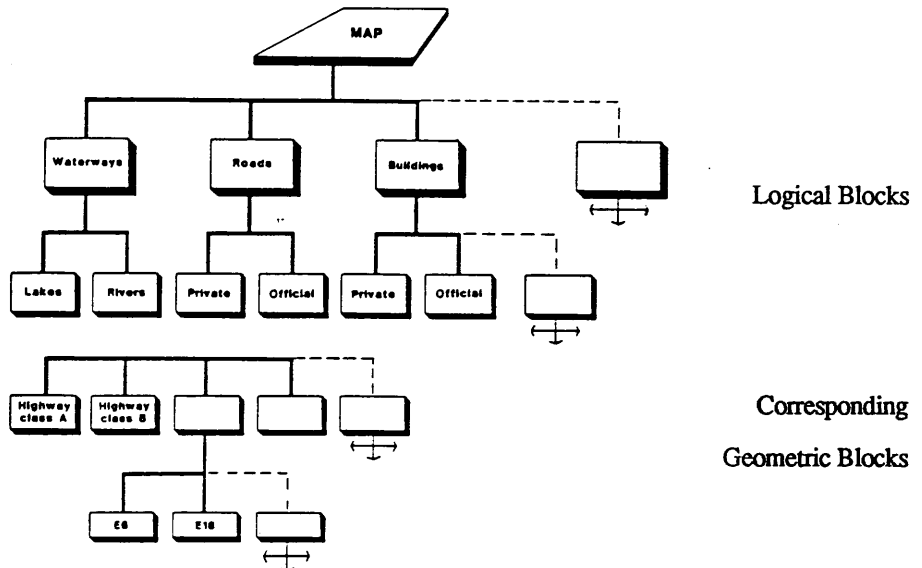 MAP
Waterways
Roads
Buildings
Logical Blocks
Lakes
Rivers
Private
Official
Private
Official
Highway
class A
Highway
class B
Corresponding
Geometric Blocks
E6
E18